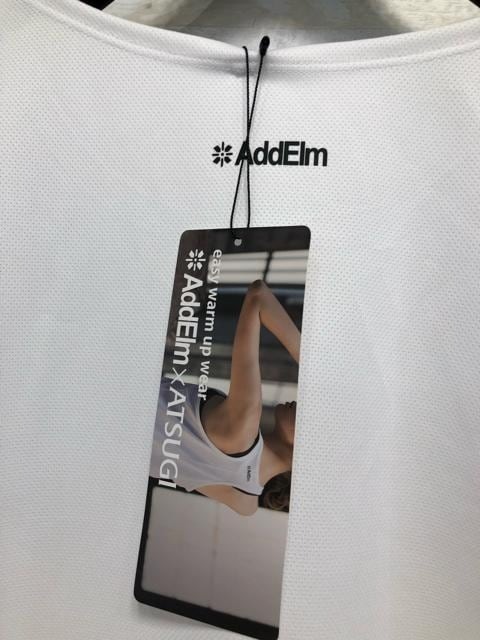 AddElm
easy warm up wear
AddElm × ATSUGI